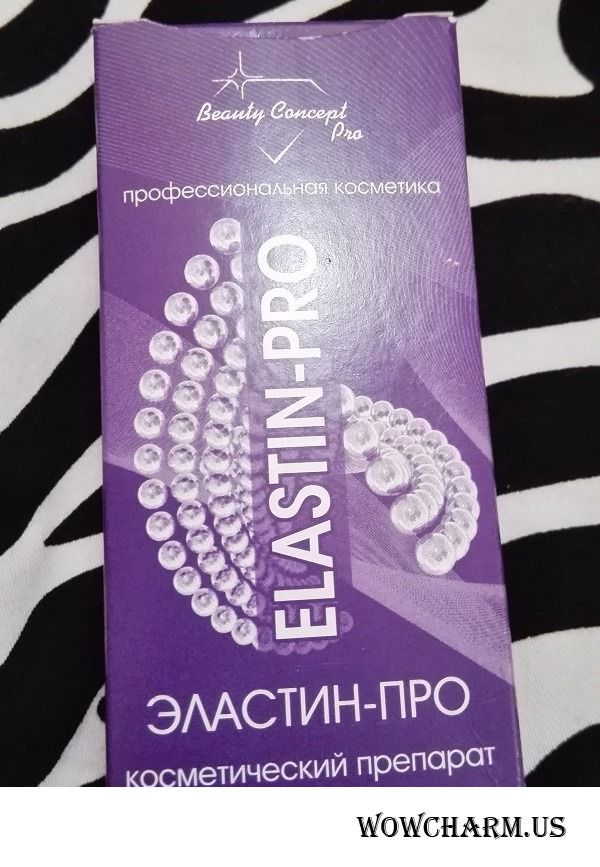 Beauty Concept
Pro
профессиональная косметика
ELASTIN-PRO
ЭЛАСТИН-ПРО
косметический препарат
WOWCHARM.US